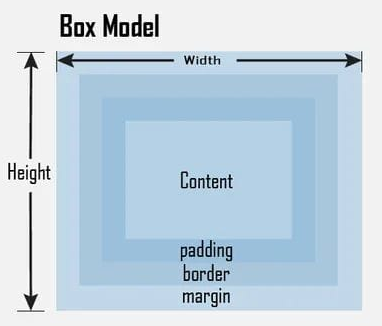 Box Model
Width
Height
Content
padding
border
margin